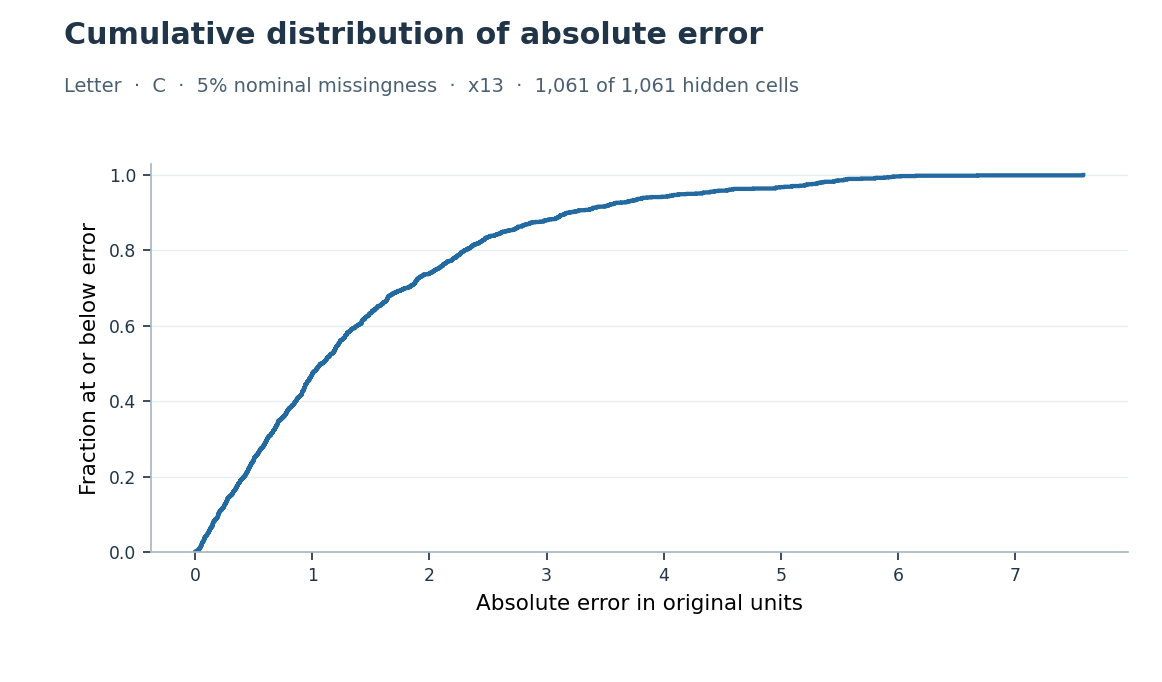 Cumulative distribution of absolute error
Letter · C · 5% nominal missingness · x13 · 1,061 of 1,061 hidden cells
1.0
0.8
0.6
0.4
0.2
0.0
Fraction at or below error
0 1 2 3 4 5 6 7
Absolute error in original units